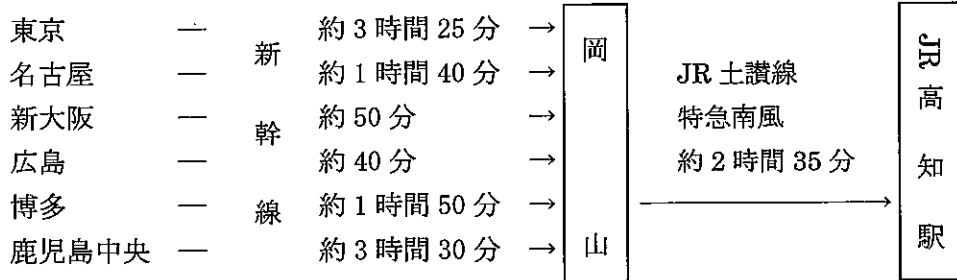 東京 — 約3時間25分 →
名古屋 — 約1時間40分 →
新大阪 — 約50分 →
広島 — 約40分 →
博多 — 約1時間50分 →
鹿児島中央 — 約3時間30分 →
新幹線
岡山
JR土讃線
特急南風
約2時間35分
JR高知駅